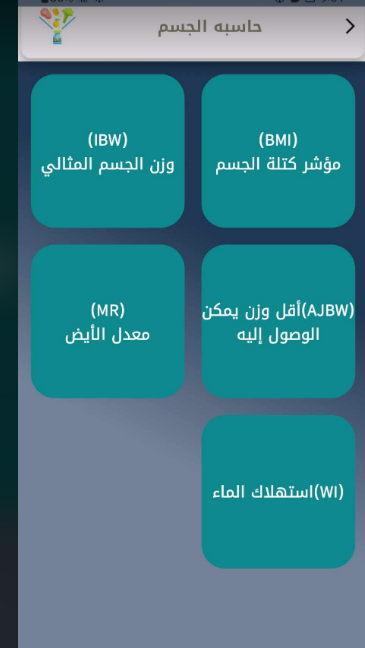 حاسبه الجسم
(BMI)
مؤشر كتلة الجسم
(IBW)
وزن الجسم المثالي
(AJBW)أقل وزن يمكن
الوصول إليه
(MR)
معدل الأيض
(WI)استهلاك الماء